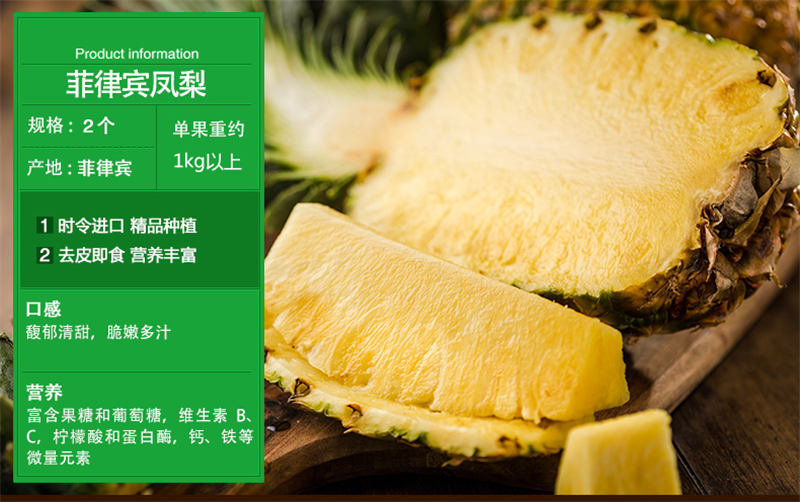 Product information
菲律宾凤梨
规格：2个
单果重约
1kg以上
产地：菲律宾
1 时令进口 精品种植
2 去皮即食 营养丰富
口感
馥郁清甜，脆嫩多汁
营养
富含果糖和葡萄糖，维生素 B、
C，柠檬酸和蛋白酶，钙、铁等
微量元素